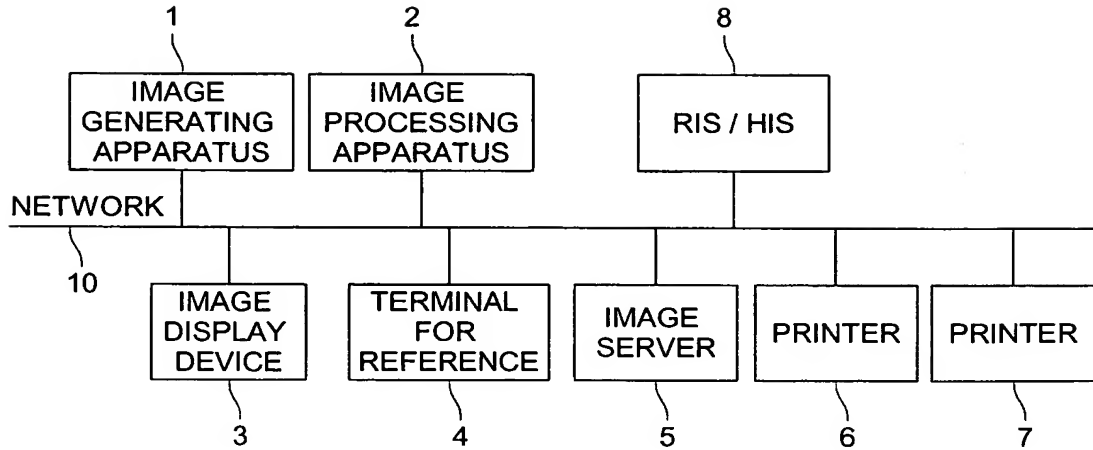 1
2
8
IMAGE
GENERATING
APPARATUS
IMAGE
PROCESSING
APPARATUS
RIS / HIS
NETWORK
10
IMAGE
DISPLAY
DEVICE
TERMINAL
FOR
REFERENCE
IMAGE
SERVER
PRINTER
PRINTER
3
4
5
6
7